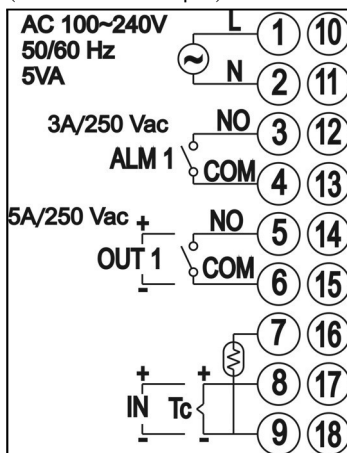 AC 100~240V L 1 10
50/60 Hz
5VA N 2 11
3A/250 Vac NO 3 12
ALM 1 COM 4 13
5A/250 Vac + NO 5 14
OUT 1 COM
- 6 15
7 16
+ + 8 17
IN Tc
- - 9 18